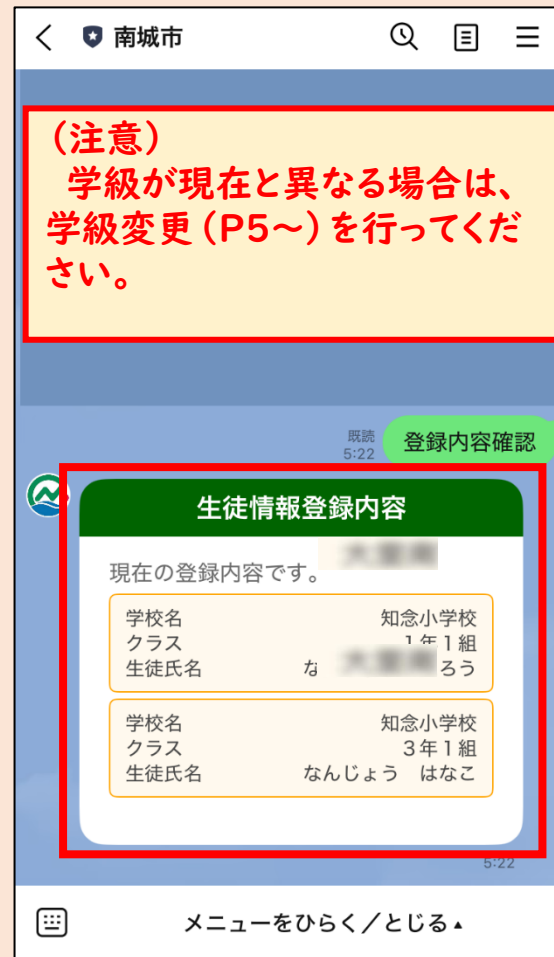 南城市
(注意)
学級が現在と異なる場合は、
学級変更(P5～)を行ってくだ
さい。
既読
5:22
登録内容確認
生徒情報登録内容
現在の登録内容です。
学校名 知念小学校
クラス 1年1組
生徒氏名 な ろう
学校名 知念小学校
クラス 3年1組
生徒氏名 なんじょう はなこ
5:22
メニューをひらく/とじる▲